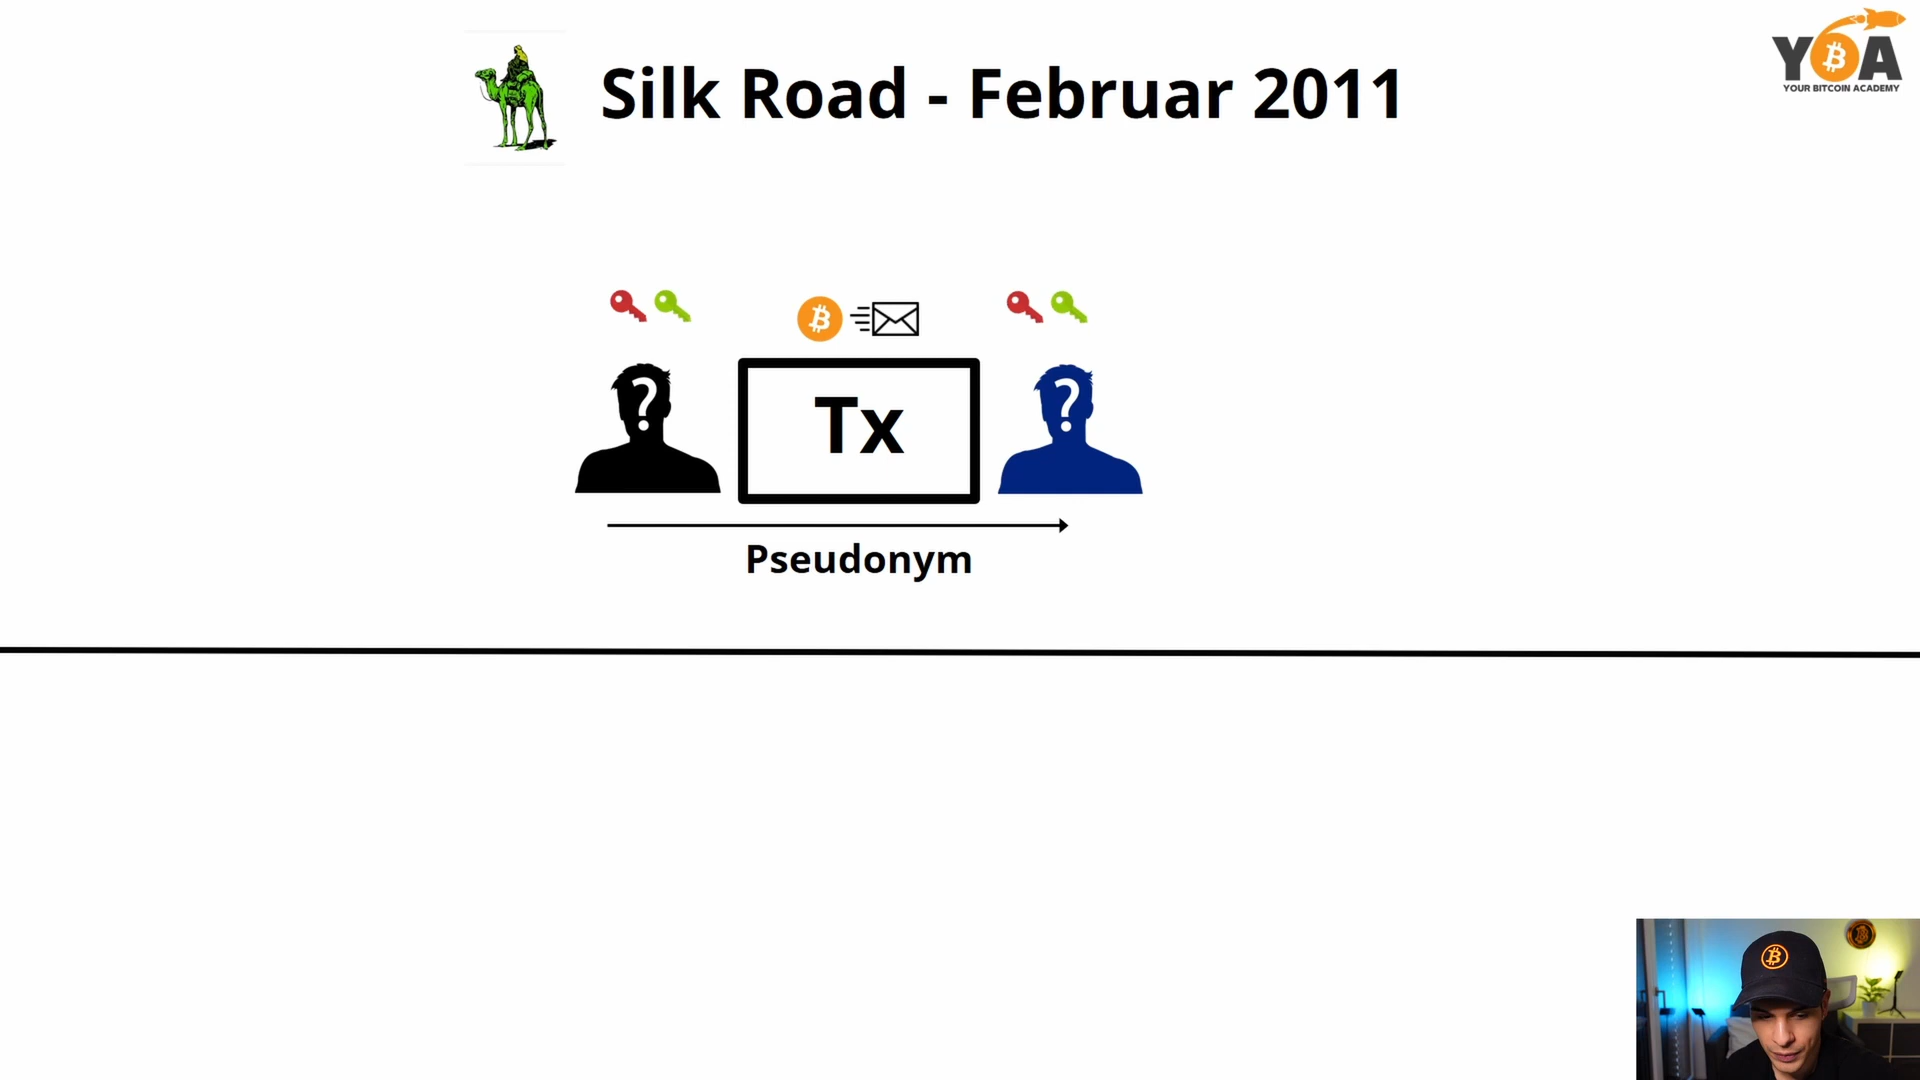 Silk Road - Februar 2011
YBA
YOUR BITCOIN ACADEMY
? Tx ?
Pseudonym